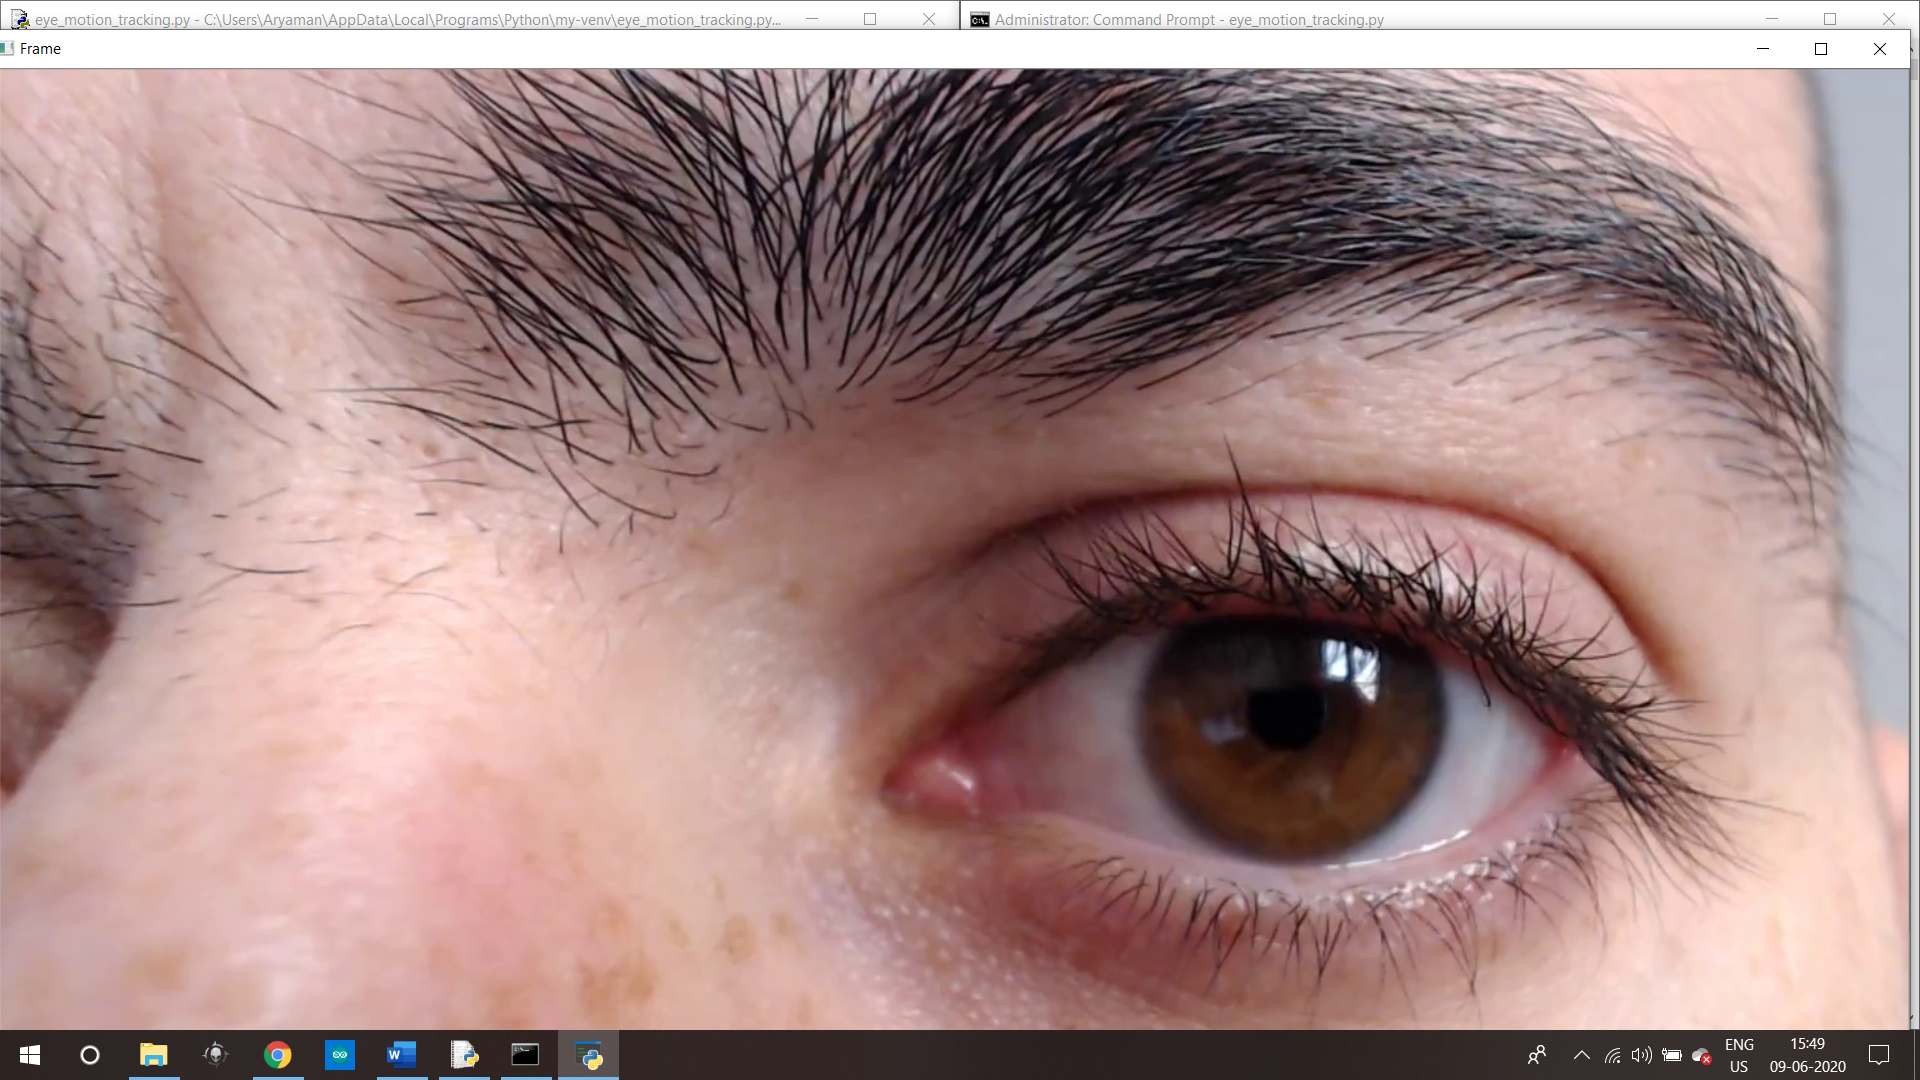 eye_motion_tracking.py - C:\Users\Aryaman\AppData\Local\Programs\Python\my-venv\eye_motion_tracking.py...
Administrator: Command Prompt - eye_motion_tracking.py
Frame
ENG
US
15:49
09-06-2020